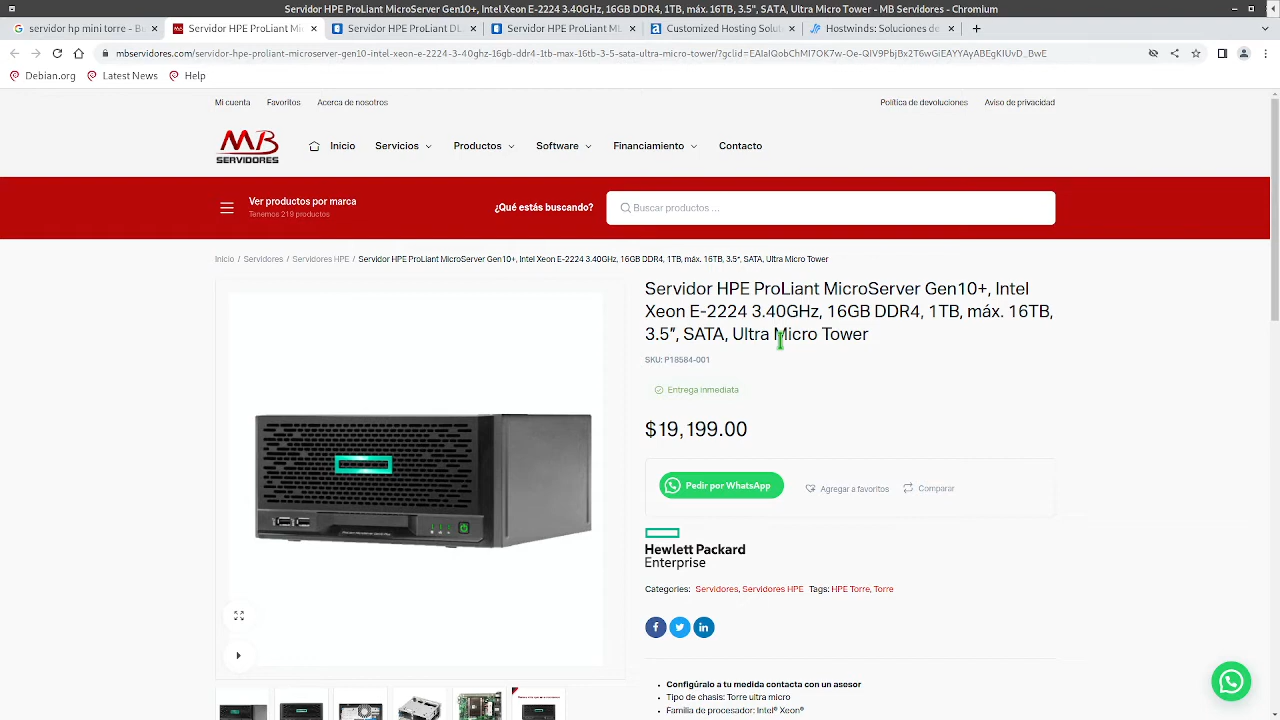 Servidor HPE ProLiant MicroServer Gen10+, Intel Xeon E-2224 3.40GHz, 16GB DDR4, 1TB, máx. 16TB, 3.5", SATA, Ultra Micro Tower - MB Servidores - Chromium
servidor hp mini torre - Bu
Servidor HPE ProLiant Mic
Servidor HPE ProLiant DL
Servidor HPE ProLiant ML
Customized Hosting Soluti
Hostwinds: Soluciones de
mbservidores.com/servidor-hpe-proliant-microserver-gen10-intel-xeon-e-2224-3-40ghz-16gb-ddr4-1tb-max-16tb-3-5-sata-ultra-micro-tower/?gclid=EAIaIQobChMI7OK7w-Oe-QIV9PbjBx2T6wGiEAYYAyABEgKIUvD_BwE
Debian.org
Latest News
Help
Mi cuenta
Favoritos
Acerca de nosotros
Política de devoluciones
Aviso de privacidad
MB
SERVIDORES
Inicio
Servicios
Productos
Software
Financiamiento
Contacto
Ver productos por marca
Tenemos 219 productos
¿Qué estás buscando?
Buscar productos ...
Inicio / Servidores / Servidores HPE / Servidor HPE ProLiant MicroServer Gen10+, Intel Xeon E-2224 3.40GHz, 16GB DDR4, 1TB, máx. 16TB, 3.5", SATA, Ultra Micro Tower
Servidor HPE ProLiant MicroServer Gen10+, Intel
Xeon E-2224 3.40GHz, 16GB DDR4, 1TB, máx. 16TB,
3.5", SATA, Ultra Micro Tower
SKU: P18584-001
Entrega inmediata
$19,199.00
Pedir por WhatsApp
Agregar a favoritos
Comparar
Hewlett Packard
Enterprise
Categories: Servidores, Servidores HPE Tags: HPE Torre, Torre
Configúralo a tu medida contacta con un asesor
Tipo de chasis: Torre ultra micro
Familia de procesador: Intel® Xeon®